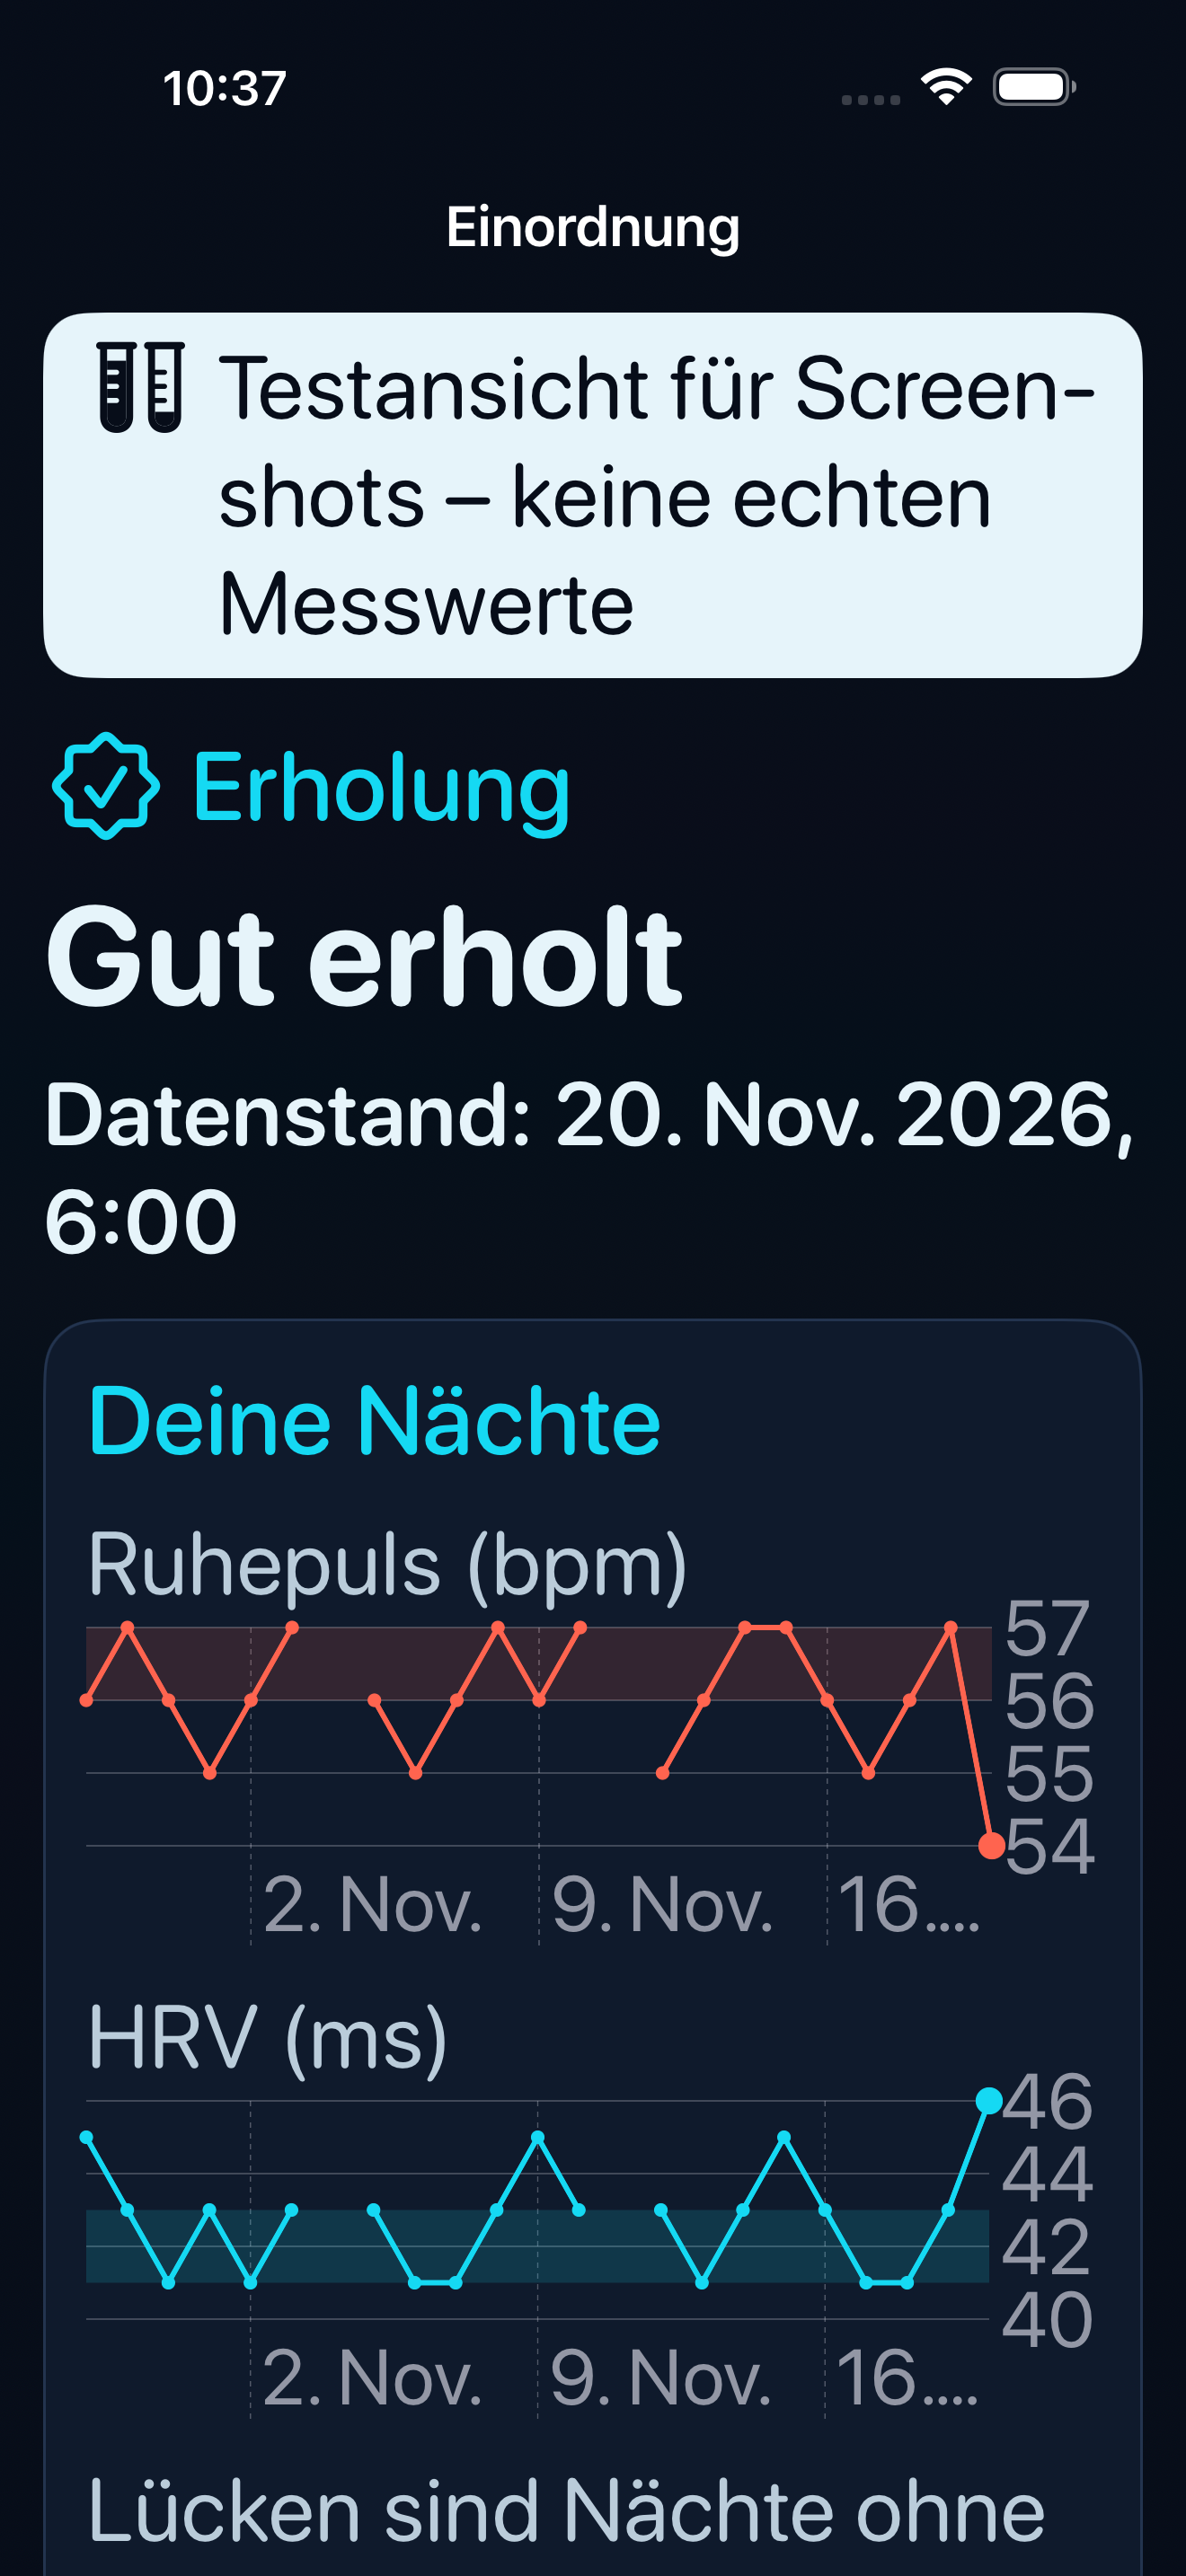 10:37
Einordnung
Testansicht für Screen-
shots – keine echten
Messwerte
Erholung
Gut erholt
Datenstand: 20. Nov. 2026,
6:00
Deine Nächte
Ruhepuls (bpm)
57
56
55
54
2. Nov. 9. Nov. 16....
HRV (ms)
46
44
42
40
2. Nov. 9. Nov. 16....
Lücken sind Nächte ohne